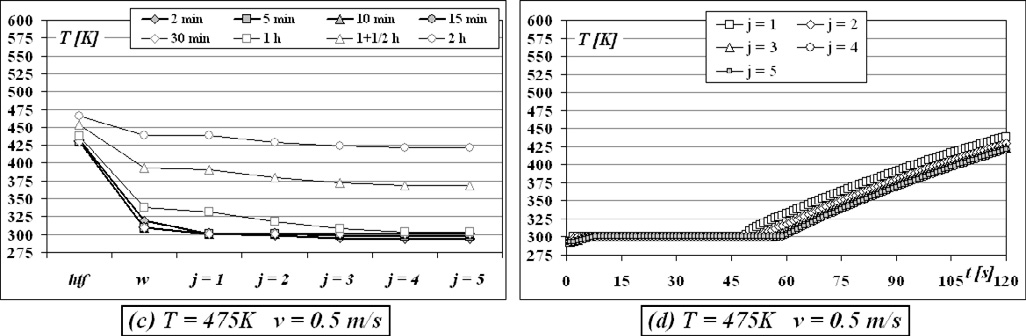 600
575
550
525
500
475
450
425
400
375
350
325
300
275
T [K]
2 min 5 min 10 min 15 min
30 min 1 h 1+1/2 h 2 h
htf w j = 1 j = 2 j = 3 j = 4 j = 5
(c) T = 475K v = 0.5 m/s
600
575
550
525
500
475
450
425
400
375
350
325
300
275
T [K]
j = 1 j = 2
j = 3 j = 4
j = 5
0 15 30 45 60 75 90 105 120
t [s]
(d) T = 475K v = 0.5 m/s